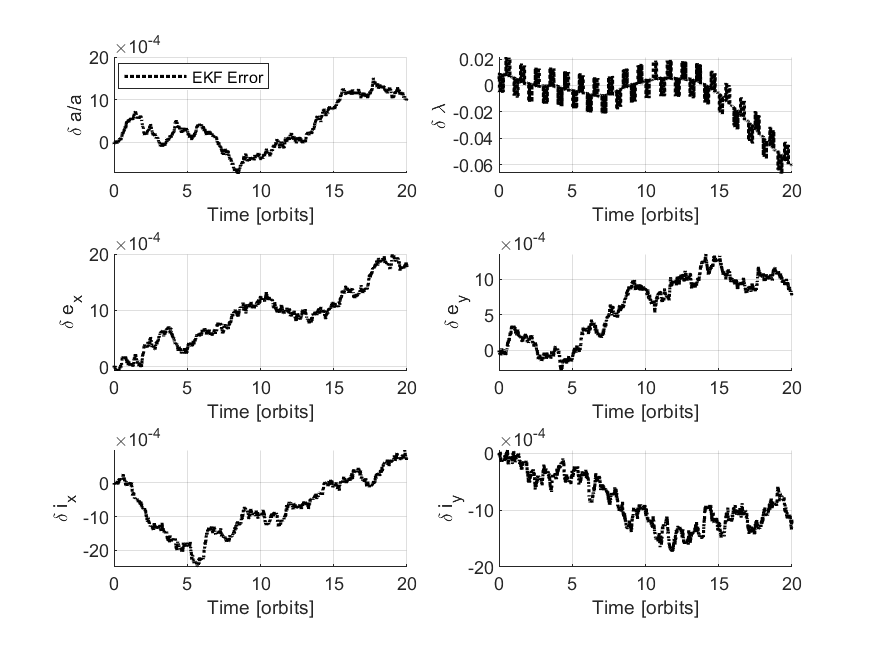 ×10-4
20
10
0
δ a/a
EKF Error
0 5 10 15 20
Time [orbits]
0.02
0
-0.02
-0.04
-0.06
δ λ
0 5 10 15 20
Time [orbits]
×10-4
20
10
0
δ ex
0 5 10 15 20
Time [orbits]
×10-4
10
5
0
δ ey
0 5 10 15 20
Time [orbits]
×10-4
0
-10
-20
δ ix
0 5 10 15 20
Time [orbits]
×10-4
0
-10
-20
δ iy
0 5 10 15 20
Time [orbits]